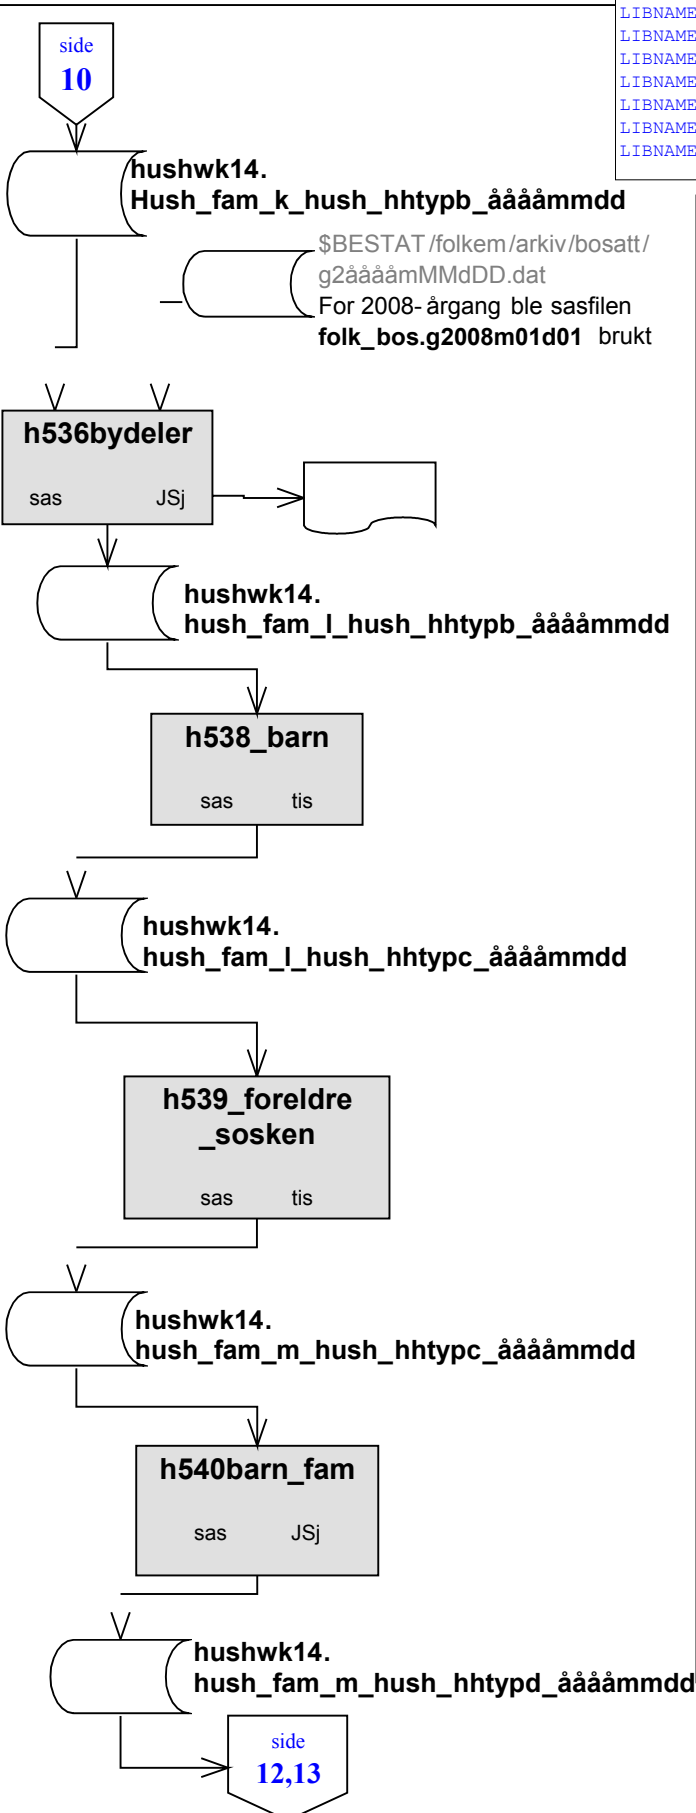 LIBNAME
LIBNAME
LIBNAME
LIBNAME
LIBNAME
LIBNAME
LIBNAME
side
10
hushwk14.
Hush_fam_k_hush_hhtypb_ååååmmdd
$BESTAT/folkem/arkiv/bosatt/
g2ååååmMMdDD.dat
For 2008-årgang ble sasfilen
folk_bos.g2008m01d01 brukt
h536bydeler
sas JSj
hushwk14.
hush_fam_l_hush_hhtypb_ååååmmdd
h538_barn
sas tis
hushwk14.
hush_fam_l_hush_hhtypc_ååååmmdd
h539_foreldre
_sosken
sas tis
hushwk14.
hush_fam_m_hush_hhtypc_ååååmmdd
h540barn_fam
sas JSj
hushwk14.
hush_fam_m_hush_hhtypd_ååååmmdd
side
12,13